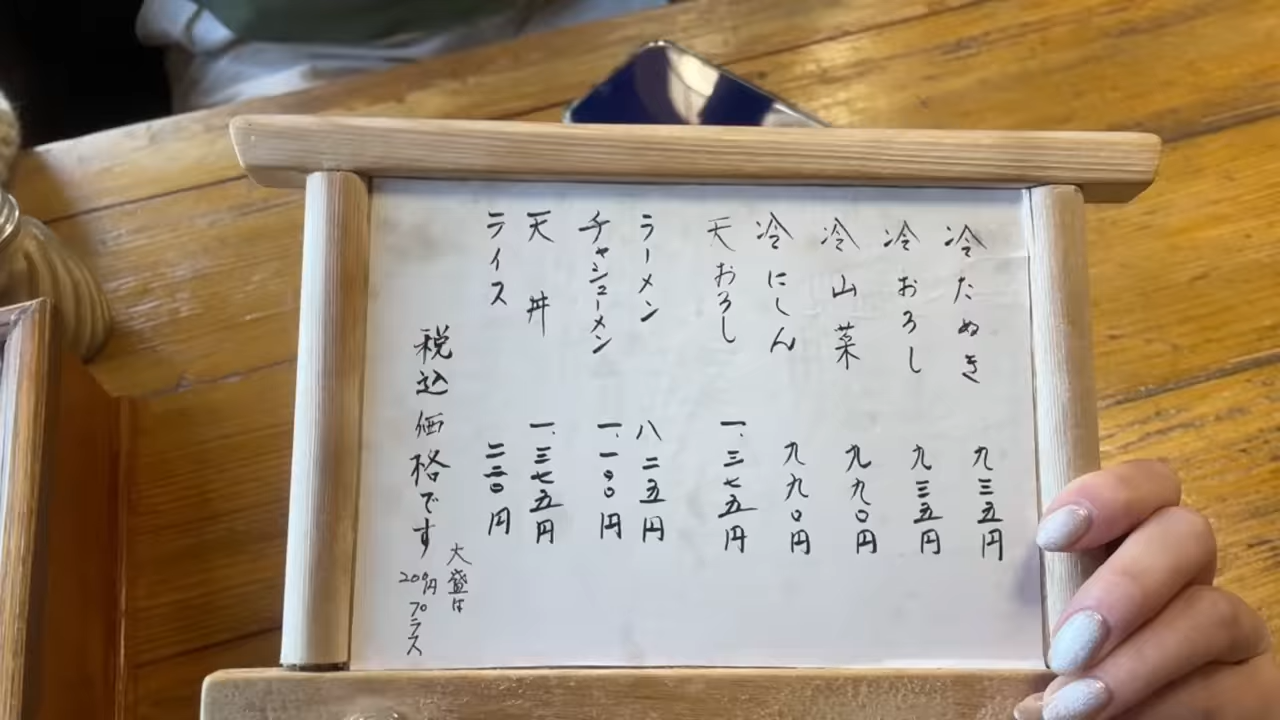 冷たぬき 九三五円
冷おろし 九三五円
冷山菜 九九〇円
冷にしん 九九〇円
天おろし 一、三七五円
ラーメン 八二五円
チャシューメン 一、一〇〇円
天丼 一、三七五円
ライス 二二〇円
税込価格です
大盛は
200円プラス